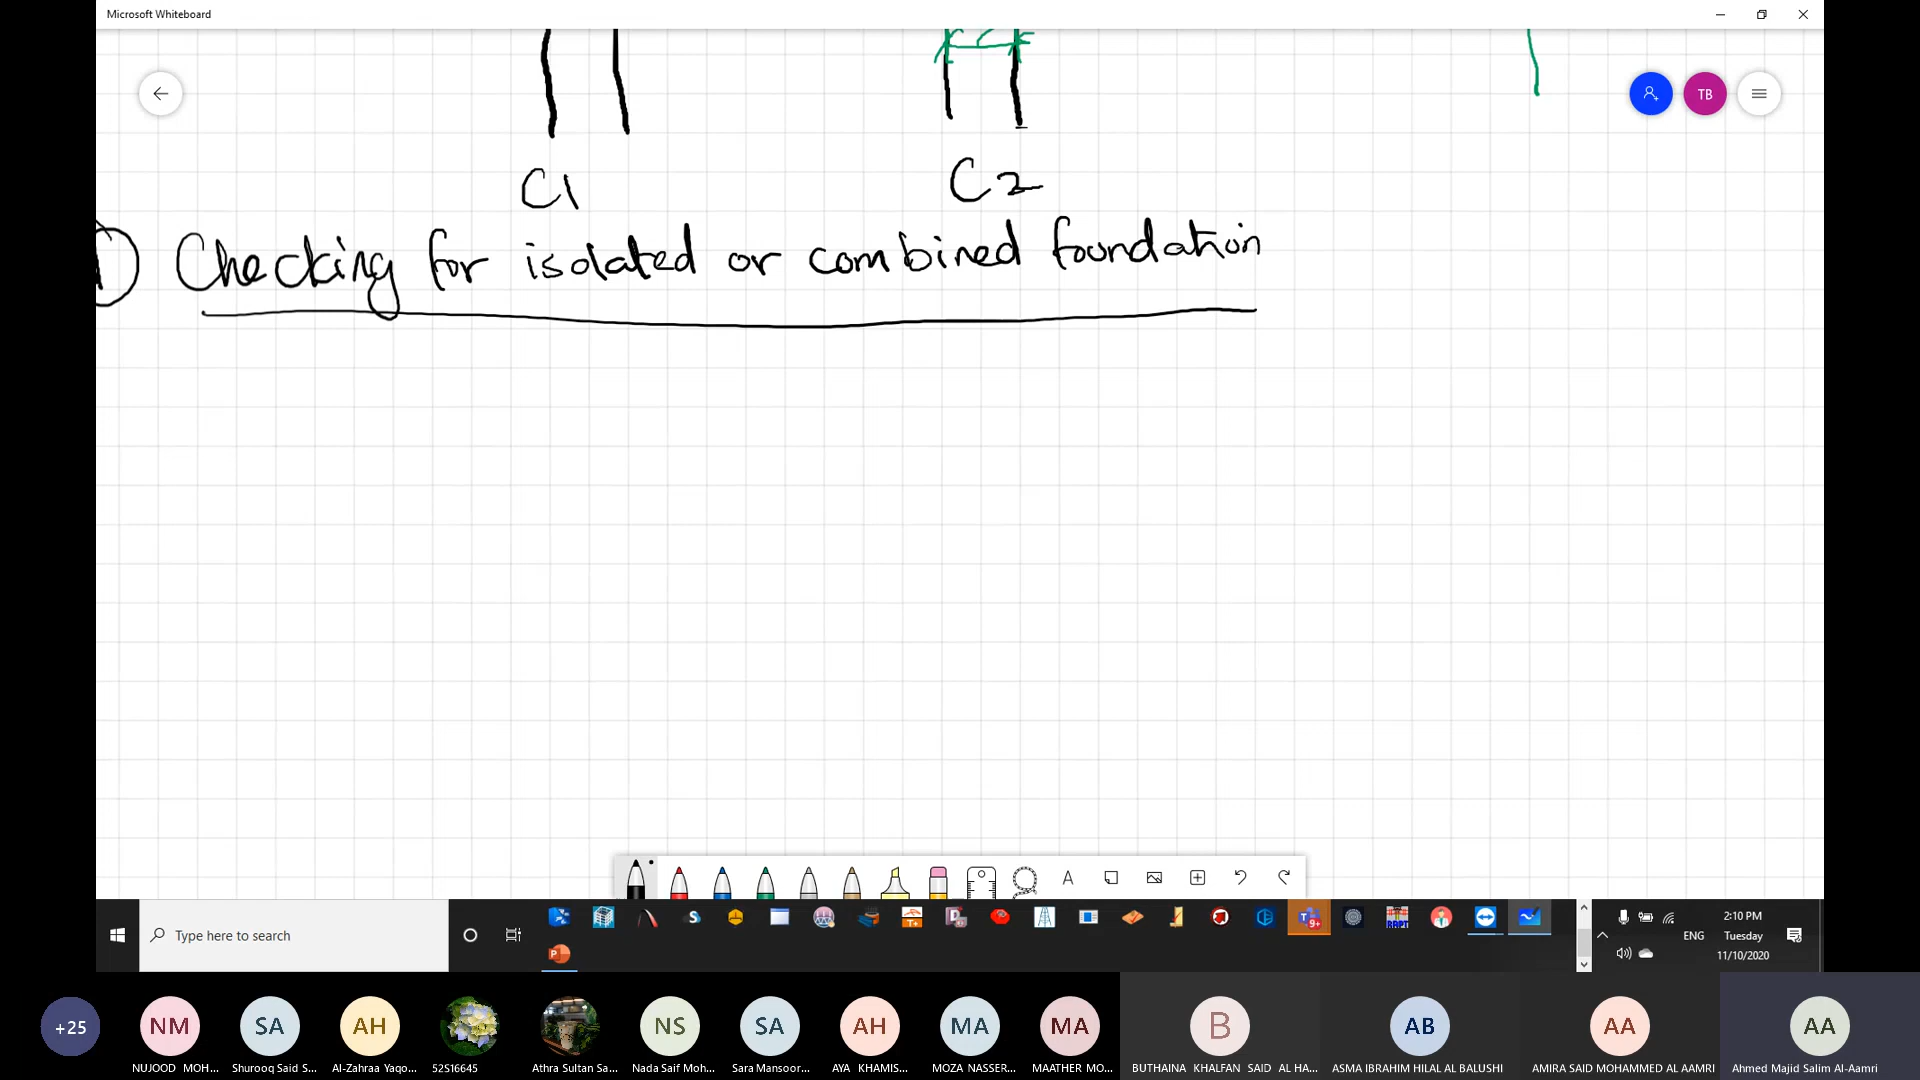 Microsoft Whiteboard
TB
C1
C2
1) Checking for isolated or combined foundation
A
Type here to search
9+
ENG
2:10 PM
Tuesday
11/10/2020
+25
NM
SA
AH
NS
SA
AH
MA
MA
B
AB
AA
AA
NUJOOD MOH...
Shurooq Said S...
Al-Zahraa Yaqo...
52S16645
Athra Sultan Sa...
Nada Saif Moh...
Sara Mansoor...
AYA KHAMIS...
MOZA NASSER...
MAATHER MO...
BUTHAINA KHALFAN SAID AL HA...
ASMA IBRAHIM HILAL AL BALUSHI
AMIRA SAID MOHAMMED AL AAMRI
Ahmed Majid Salim Al-Aamri